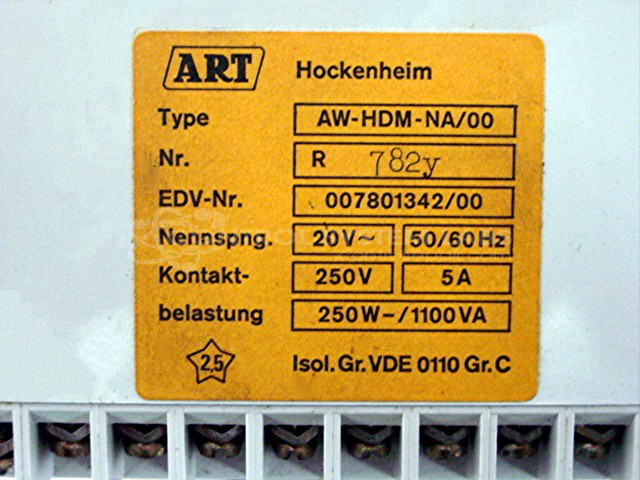 ART Hockenheim
Type AW-HDM-NA/00
Nr. R 782y
EDV-Nr. 007801342/00
Nennspng. 20V~ 50/60Hz
Kontakt- 250V 5A
belastung 250W-/1100VA
2,5 Isol.Gr.VDE 0110 Gr.C